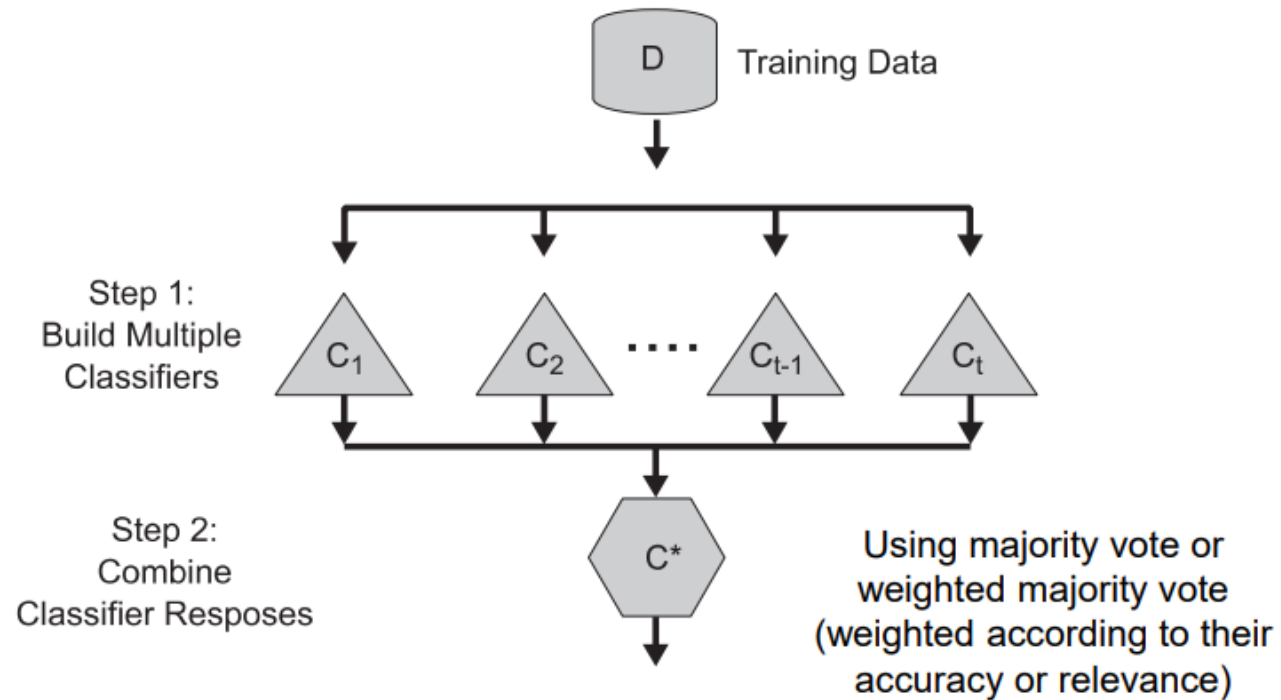 D
Training Data
Step 1:
Build Multiple
Classifiers
C1
C2
....
Ct-1
Ct
Step 2:
Combine
Classifier Resposes
C*
Using majority vote or
weighted majority vote
(weighted according to their
accuracy or relevance)